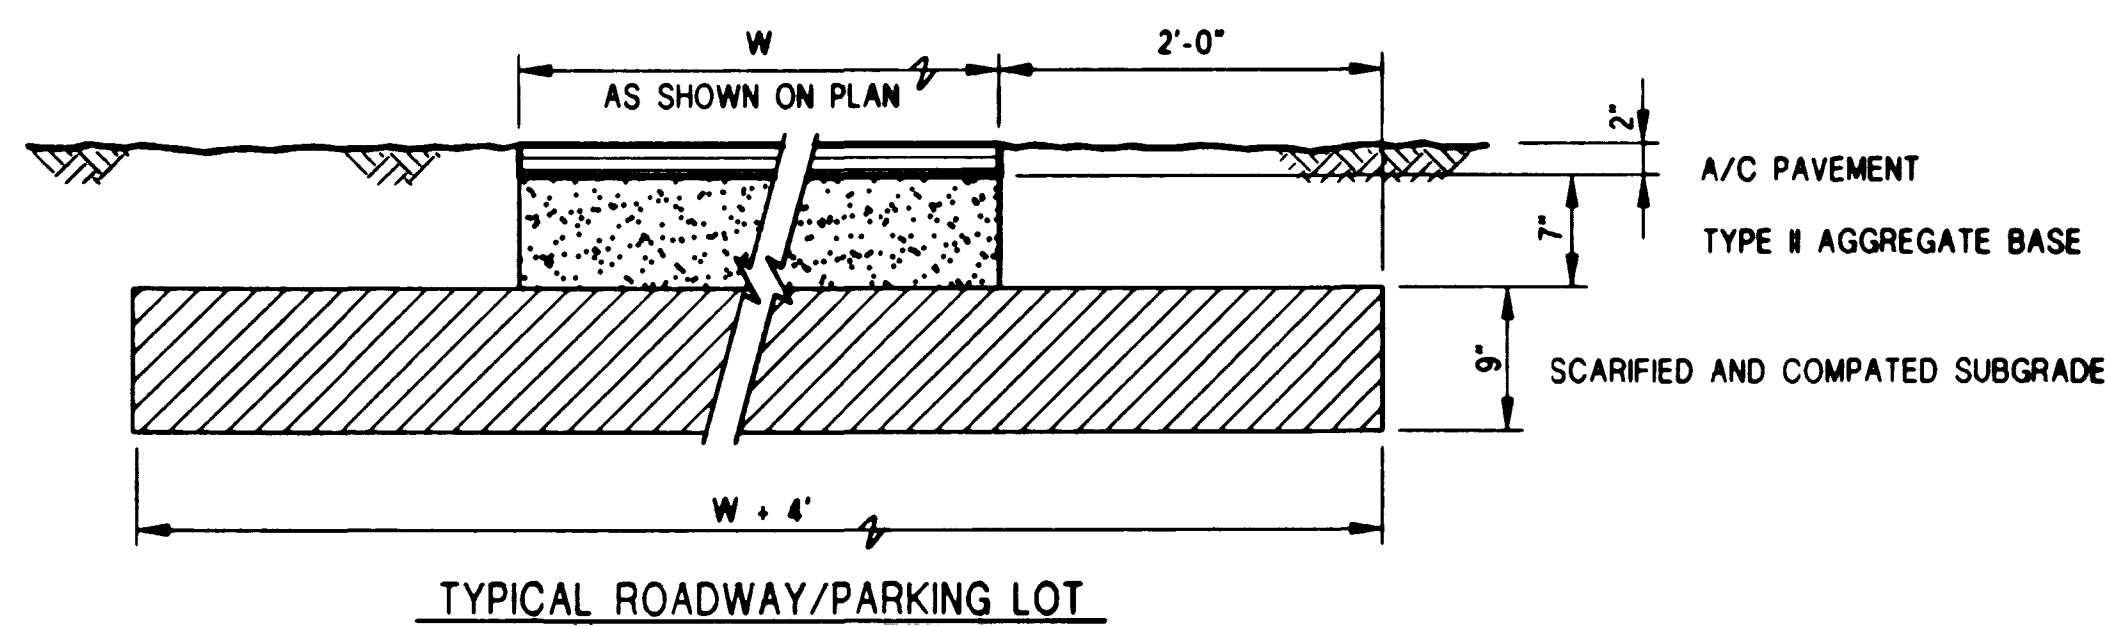 W
2'-0"
AS SHOWN ON PLAN
2"
A/C PAVEMENT
7"
TYPE II AGGREGATE BASE
9"
SCARIFIED AND COMPATED SUBGRADE
W + 4'
TYPICAL ROADWAY/PARKING LOT